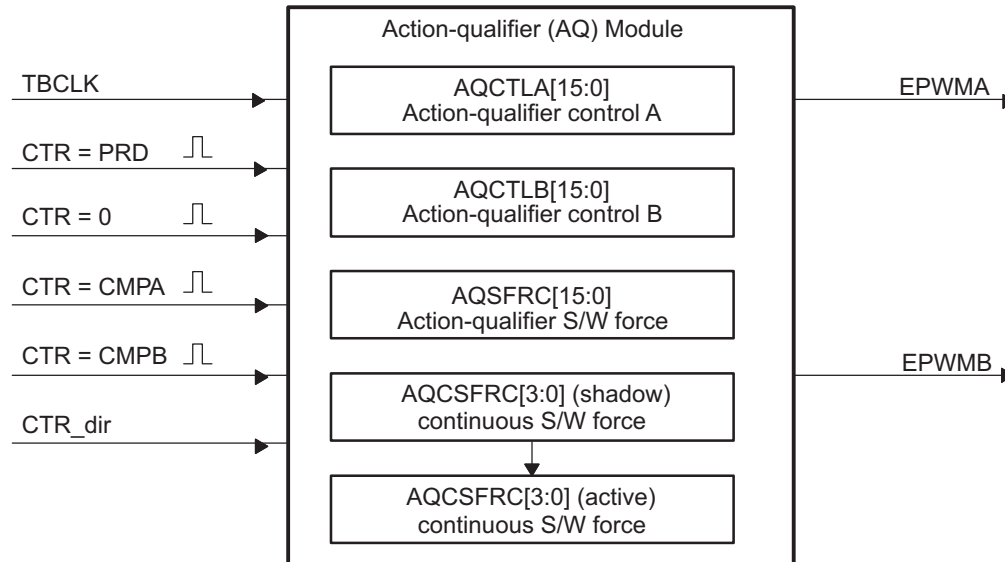 Action-qualifier (AQ) Module
TBCLK
CTR = PRD
CTR = 0
CTR = CMPA
CTR = CMPB
CTR_dir
AQCTLA[15:0]
Action-qualifier control A
AQCTLB[15:0]
Action-qualifier control B
AQSFRC[15:0]
Action-qualifier S/W force
AQCSFRC[3:0] (shadow)
continuous S/W force
AQCSFRC[3:0] (active)
continuous S/W force
EPWMA
EPWMB